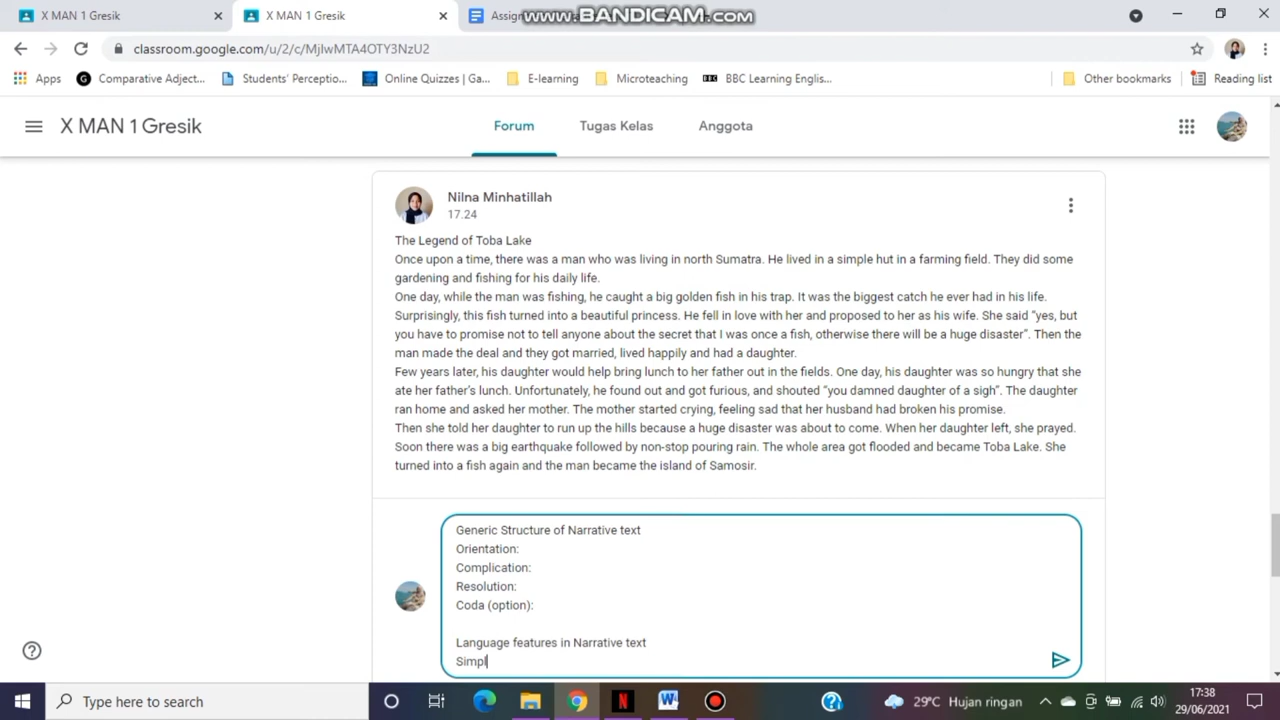 X MAN 1 Gresik
X MAN 1 Gresik
Assig
www.BANDICAM.com
classroom.google.com/u/2/c/MjIwMTA4OTY3NzU2
Apps
Comparative Adject...
Students' Perceptio...
Online Quizzes | Ga...
E-learning
Microteaching
BBC Learning Englis...
Other bookmarks
Reading list
X MAN 1 Gresik
Forum
Tugas Kelas
Anggota
Nilna Minhatillah
17.24
The Legend of Toba Lake
Once upon a time, there was a man who was living in north Sumatra. He lived in a simple hut in a farming field. They did some
gardening and fishing for his daily life.
One day, while the man was fishing, he caught a big golden fish in his trap. It was the biggest catch he ever had in his life.
Surprisingly, this fish turned into a beautiful princess. He fell in love with her and proposed to her as his wife. She said “yes, but
you have to promise not to tell anyone about the secret that I was once a fish, otherwise there will be a huge disaster”. Then the
man made the deal and they got married, lived happily and had a daughter.
Few years later, his daughter would help bring lunch to her father out in the fields. One day, his daughter was so hungry that she
ate her father’s lunch. Unfortunately, he found out and got furious, and shouted “you damned daughter of a sigh”. The daughter
ran home and asked her mother. The mother started crying, feeling sad that her husband had broken his promise.
Then she told her daughter to run up the hills because a huge disaster was about to come. When her daughter left, she prayed.
Soon there was a big earthquake followed by non-stop pouring rain. The whole area got flooded and became Toba Lake. She
turned into a fish again and the man became the island of Samosir.
Generic Structure of Narrative text
Orientation:
Complication:
Resolution:
Coda (option):
Language features in Narrative text
Simpl
Type here to search
29°C Hujan ringan
17:38
29/06/2021